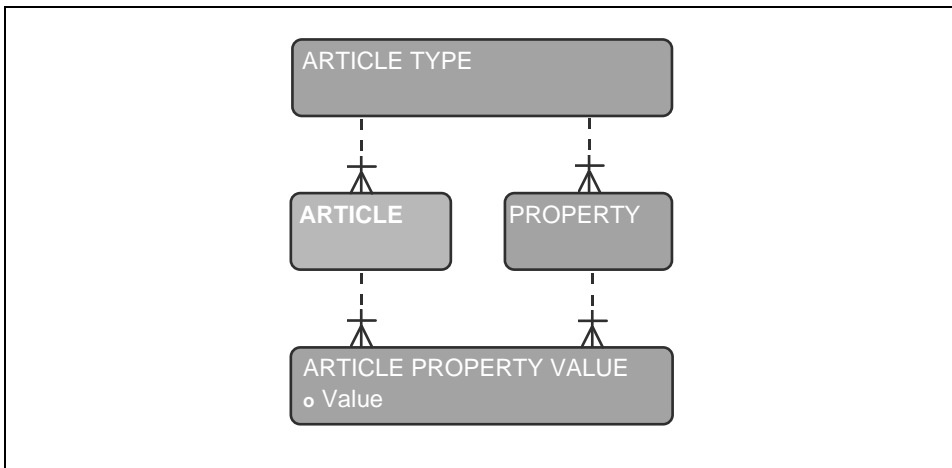 ARTICLE TYPE
ARTICLE
PROPERTY
ARTICLE PROPERTY VALUE
o Value